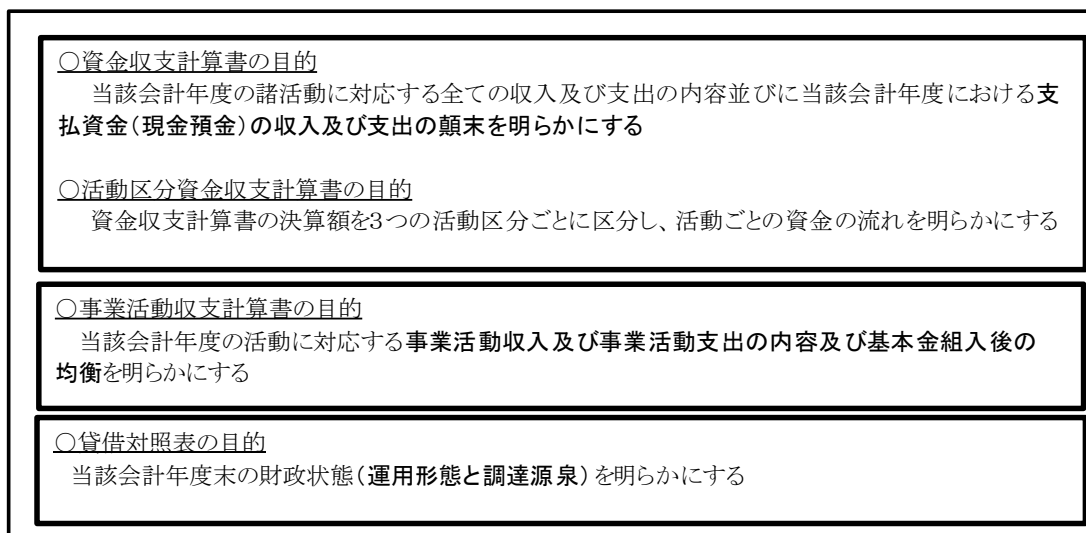 ○資金収支計算書の目的
当該会計年度の諸活動に対応する全ての収入及び支出の内容並びに当該会計年度における支
払資金(現金預金)の収入及び支出の顛末を明らかにする
○活動区分資金収支計算書の目的
資金収支計算書の決算額を3つの活動区分ごとに区分し、活動ごとの資金の流れを明らかにする
○事業活動収支計算書の目的
当該会計年度の活動に対応する事業活動収入及び事業活動支出の内容及び基本金組入後の
均衡を明らかにする
○貸借対照表の目的
当該会計年度末の財政状態(運用形態と調達源泉)を明らかにする